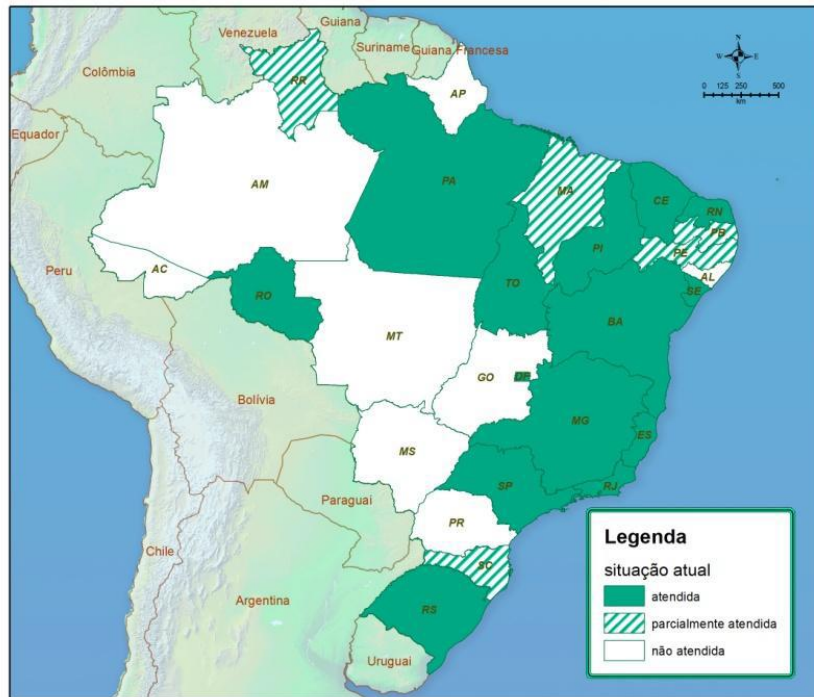 Guiana
Venezuela
Suriname
Guiana Francesa
Colômbia
N
W E
S
0 125 250 500
km
RR
AP
Equador
AM
PA
MA
CE
RN
PB
PE
PI
AL
SE
Peru
AC
RO
TO
BA
MT
GO
DF
Bolívia
MG
ES
MS
SP
RJ
Paraguai
PR
Chile
SC
Argentina
RS
Uruguai
Legenda
situação atual
atendida
parcialmente atendida
não atendida